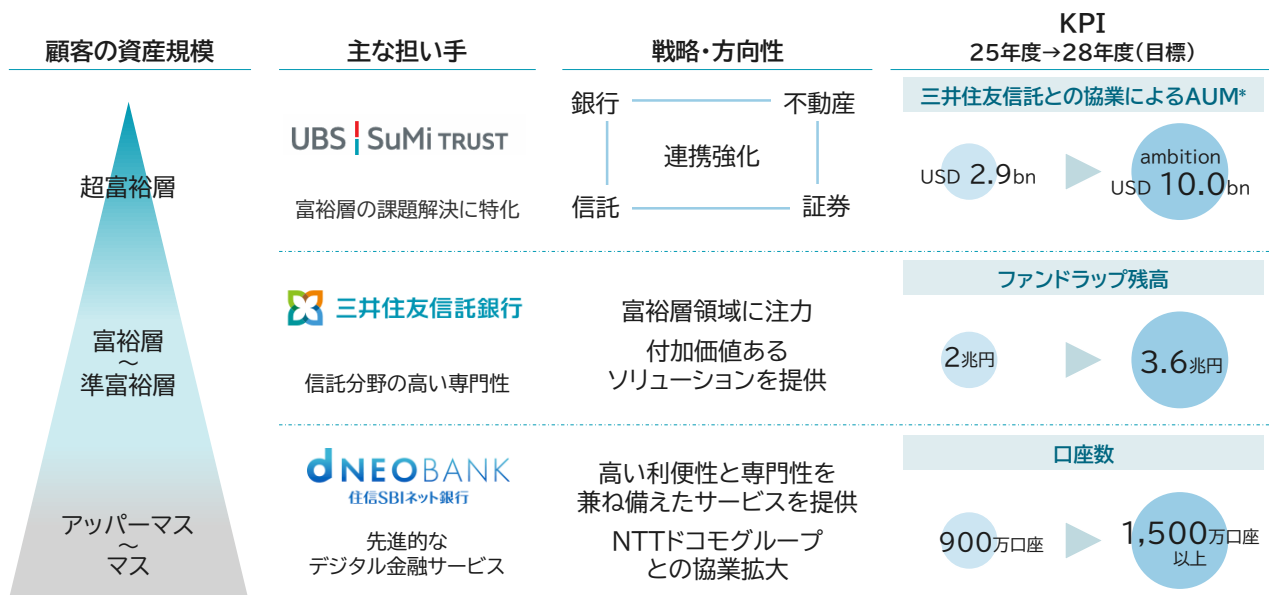 顧客の資産規模
主な担い手
戦略・方向性
KPI
25年度→28年度(目標)
超富裕層
UBS SuMi TRUST
富裕層の課題解決に特化
銀行
不動産
連携強化
信託
証券
三井住友信託との協業によるAUM*
USD 2.9bn
ambition
USD 10.0bn
富裕層
～
準富裕層
三井住友信託銀行
信託分野の高い専門性
富裕層領域に注力
付加価値ある
ソリューションを提供
ファンドラップ残高
2兆円
3.6兆円
アッパーマス
～
マス
d NEOBANK
住信SBIネット銀行
先進的な
デジタル金融サービス
高い利便性と専門性を
兼ね備えたサービスを提供
NTTドコモグループ
との協業拡大
口座数
900万口座
1,500万口座
以上